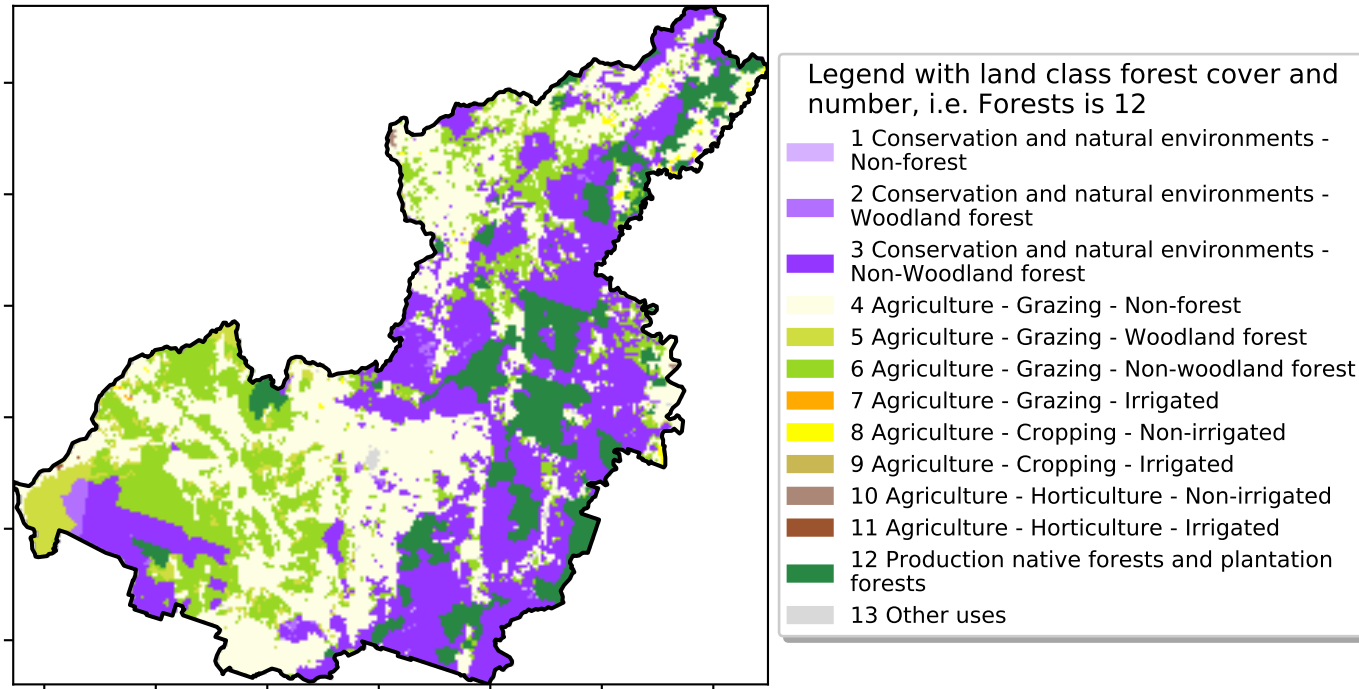 Legend with land class forest cover and
number, i.e. Forests is 12
1 Conservation and natural environments -
Non-forest
2 Conservation and natural environments -
Woodland forest
3 Conservation and natural environments -
Non-Woodland forest
4 Agriculture - Grazing - Non-forest
5 Agriculture - Grazing - Woodland forest
6 Agriculture - Grazing - Non-woodland forest
7 Agriculture - Grazing - Irrigated
8 Agriculture - Cropping - Non-irrigated
9 Agriculture - Cropping - Irrigated
10 Agriculture - Horticulture - Non-irrigated
11 Agriculture - Horticulture - Irrigated
12 Production native forests and plantation
forests
13 Other uses